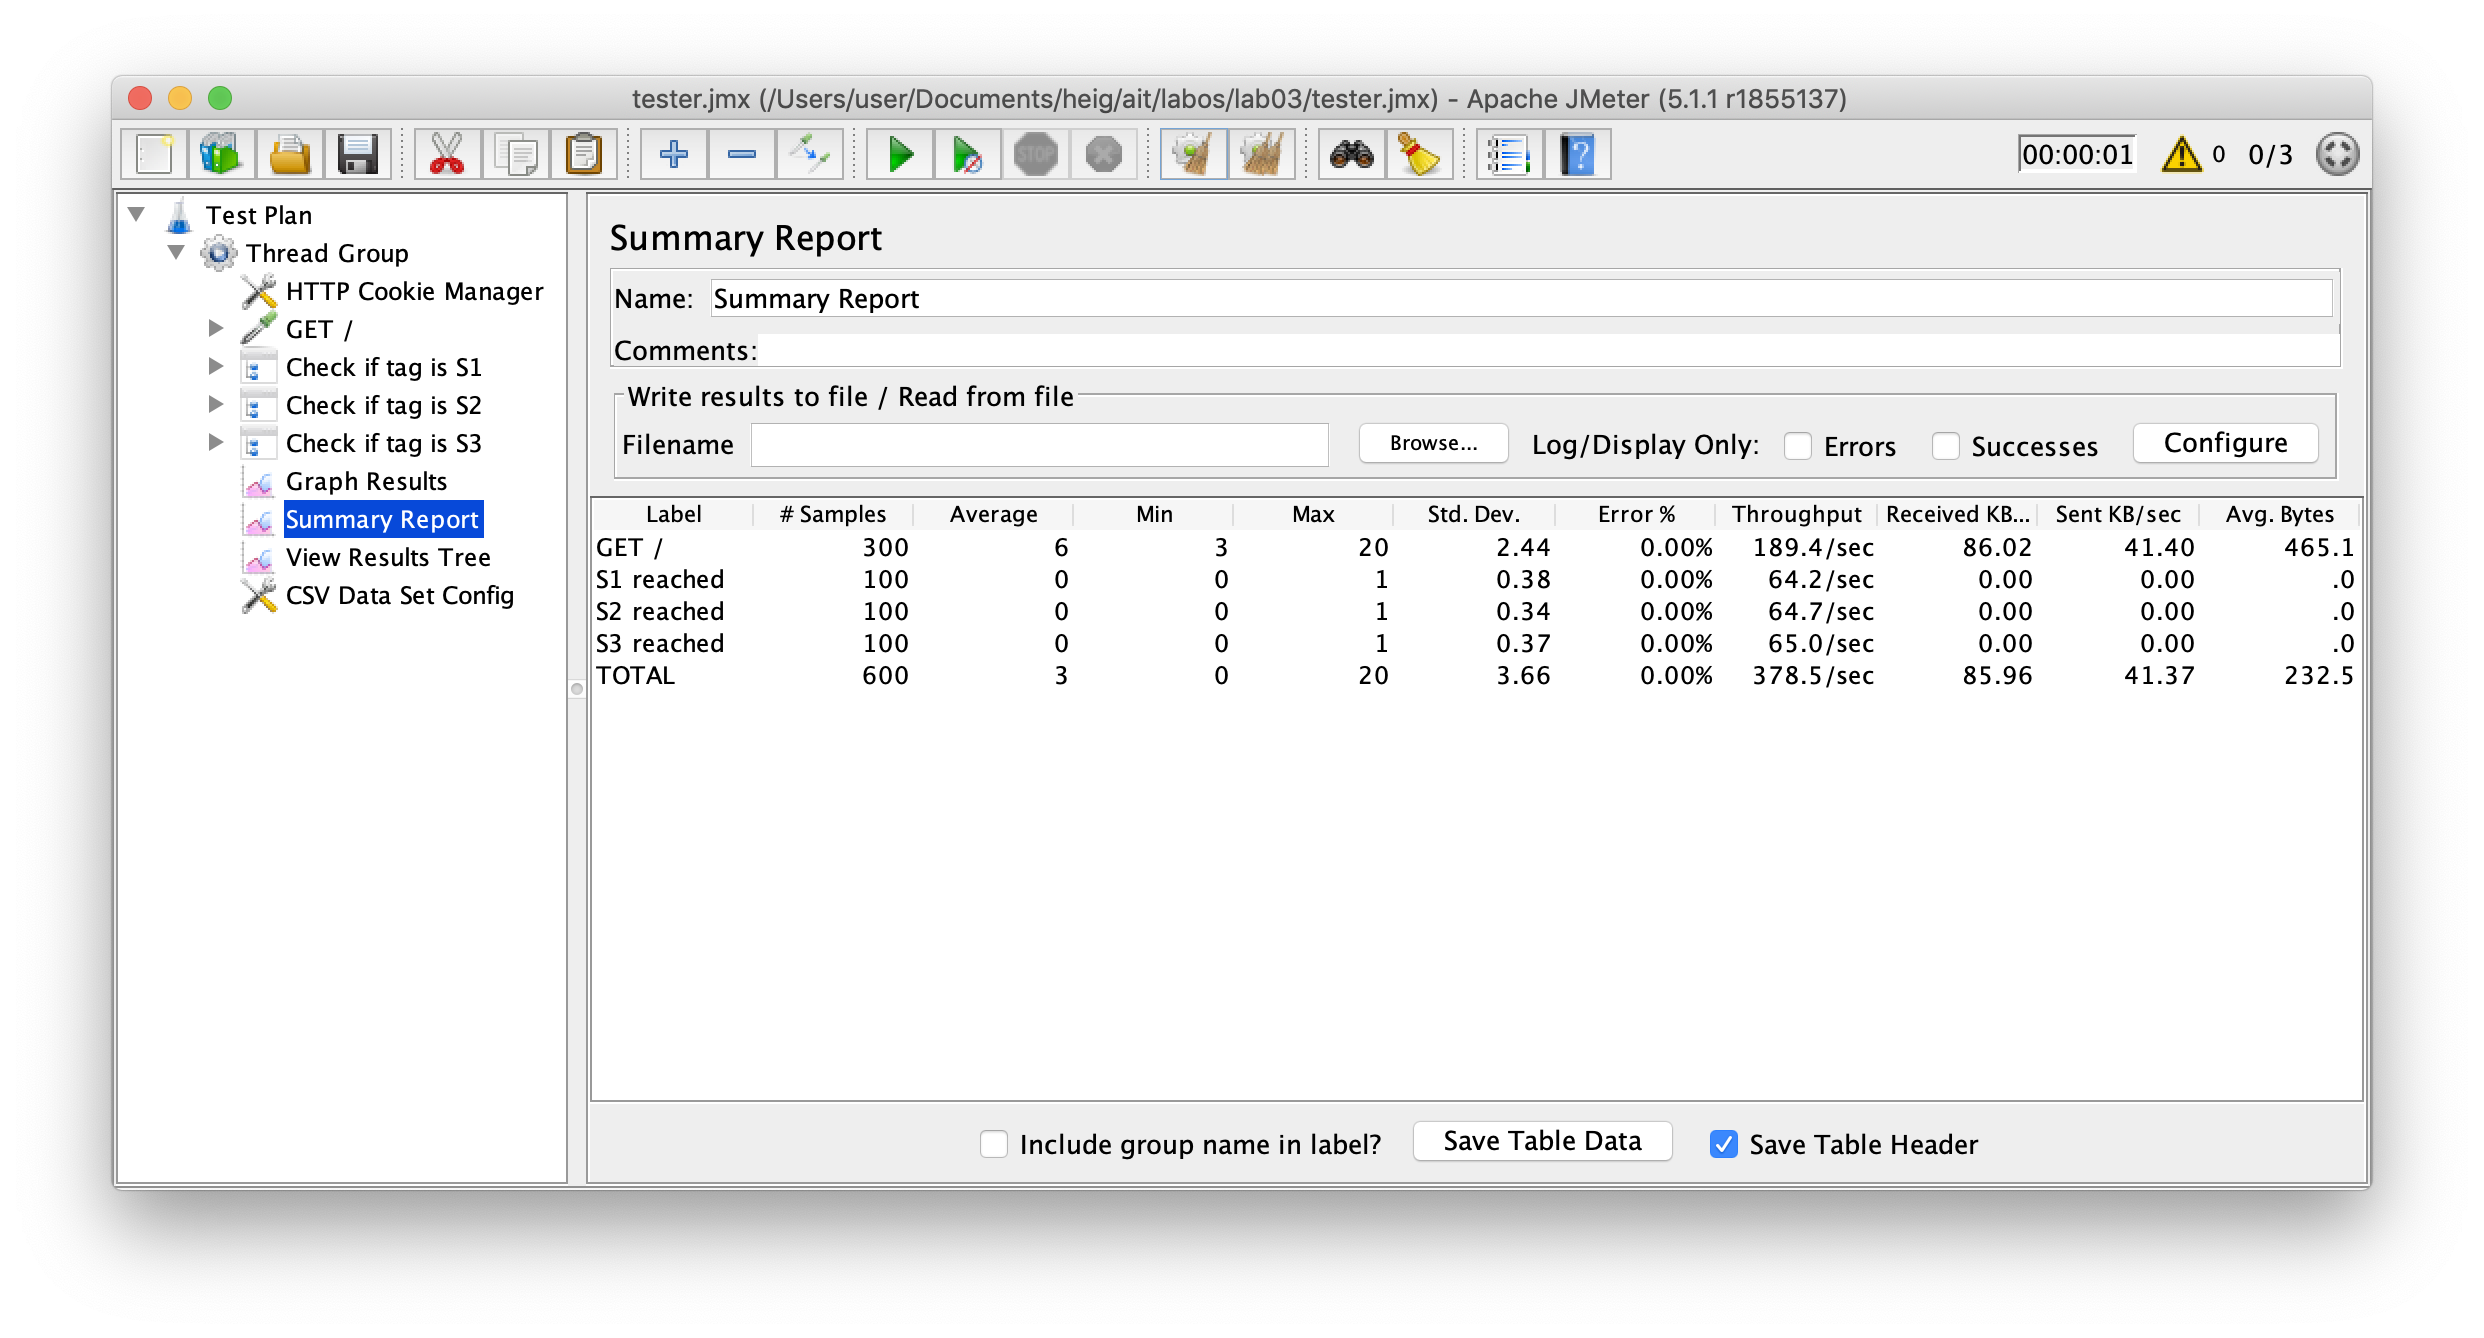 tester.jmx (/Users/user/Documents/heig/ait/labos/lab03/tester.jmx) - Apache JMeter (5.1.1 r1855137)
STOP
?
00:00:01
0
0/3
Test Plan
Thread Group
HTTP Cookie Manager
GET /
Check if tag is S1
Check if tag is S2
Check if tag is S3
Graph Results
Summary Report
View Results Tree
CSV Data Set Config
Summary Report
Name: Summary Report
Comments:
Write results to file / Read from file
Filename Browse... Log/Display Only: Errors Successes Configure
Label # Samples Average Min Max Std. Dev. Error % Throughput Received KB... Sent KB/sec Avg. Bytes
GET / 300 6 3 20 2.44 0.00% 189.4/sec 86.02 41.40 465.1
S1 reached 100 0 0 1 0.38 0.00% 64.2/sec 0.00 0.00 .0
S2 reached 100 0 0 1 0.34 0.00% 64.7/sec 0.00 0.00 .0
S3 reached 100 0 0 1 0.37 0.00% 65.0/sec 0.00 0.00 .0
TOTAL 600 3 0 20 3.66 0.00% 378.5/sec 85.96 41.37 232.5
Include group name in label? Save Table Data Save Table Header